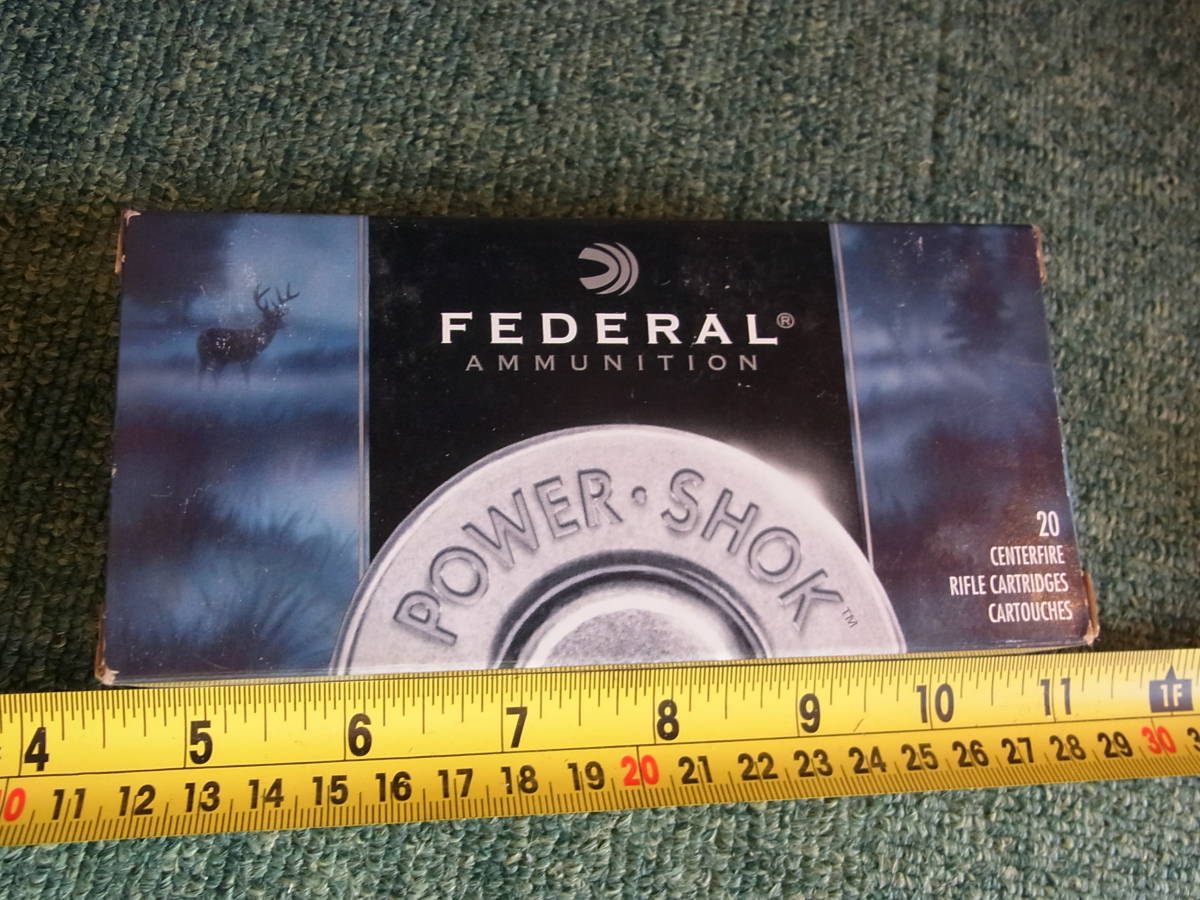 FEDERAL®
AMMUNITION
POWER·SHOK™
20
CENTERFIRE
RIFLE CARTRIDGES
CARTOUCHES
4 5 6 7 8 9 10 11 1F
0 11 12 13 14 15 16 17 18 19 20 21 22 23 24 25 26 27 28 29 30 3